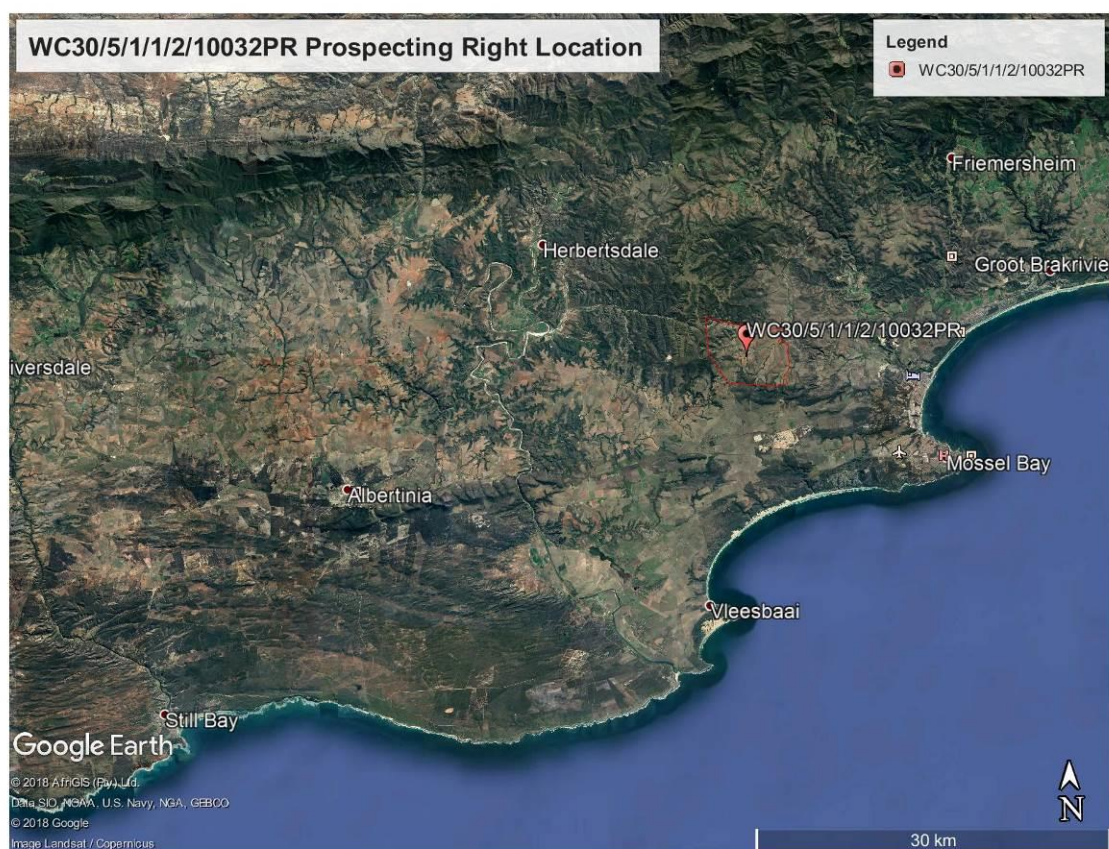 WC30/5/1/1/2/10032PR Prospecting Right Location
Legend
WC30/5/1/1/2/10032PR
Friemersheim
Herbertsdale
Groot Brakrivie
WC30/5/1/1/2/10032PR
iversdale
Mossel Bay
Albertinia
Vleesbaai
Still Bay
Google Earth
© 2018 AfriGIS (Pty) Ltd.
Data SIO, NOAA, U.S. Navy, NGA, GEBCO
© 2018 Google
Image Landsat / Copernicus
N
30 km